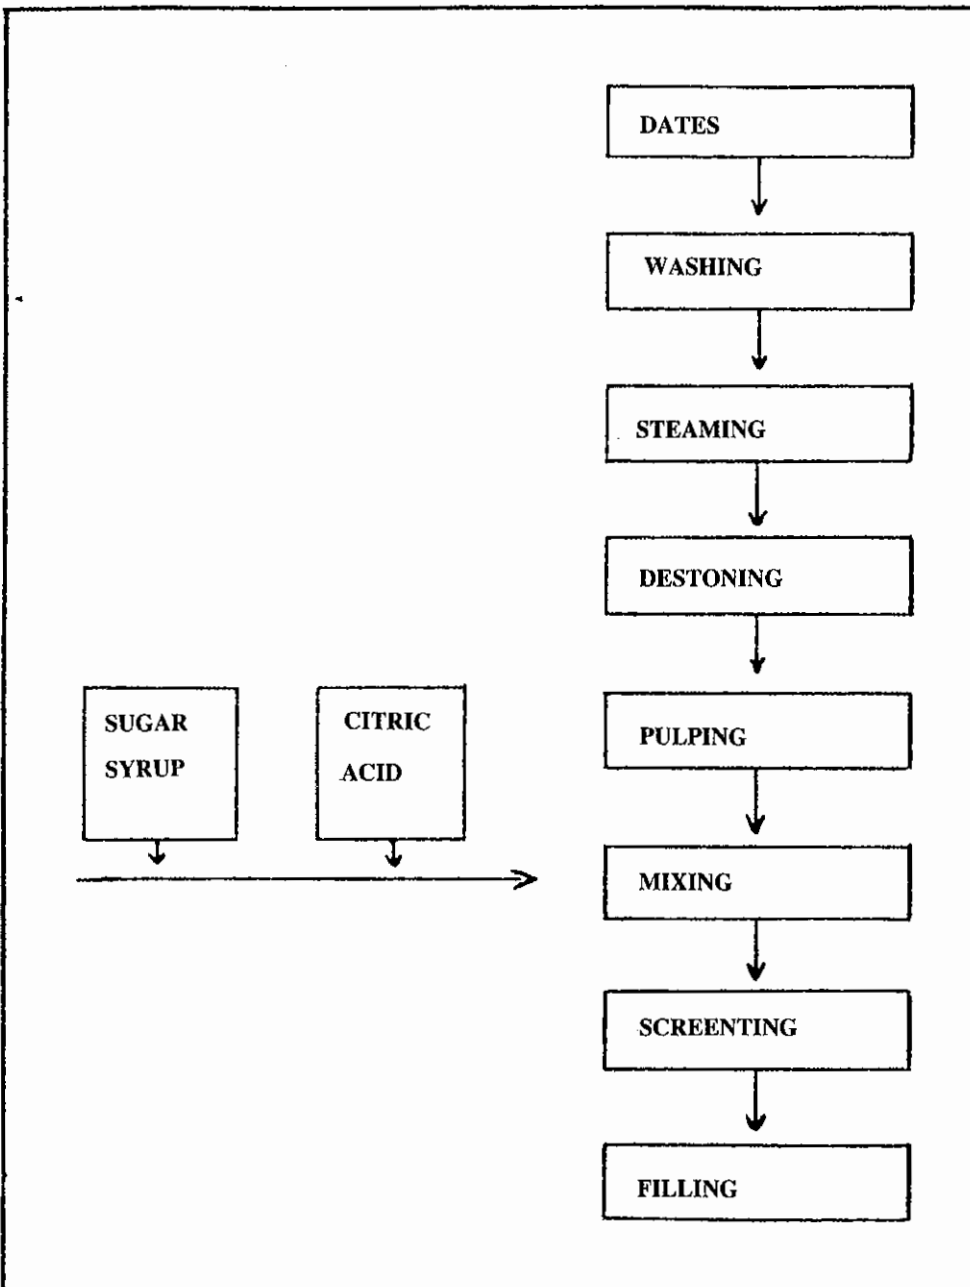 DATES
WASHING
STEAMING
DESTONING
SUGAR
SYRUP
CITRIC
ACID
PULPING
MIXING
SCREENTING
FILLING